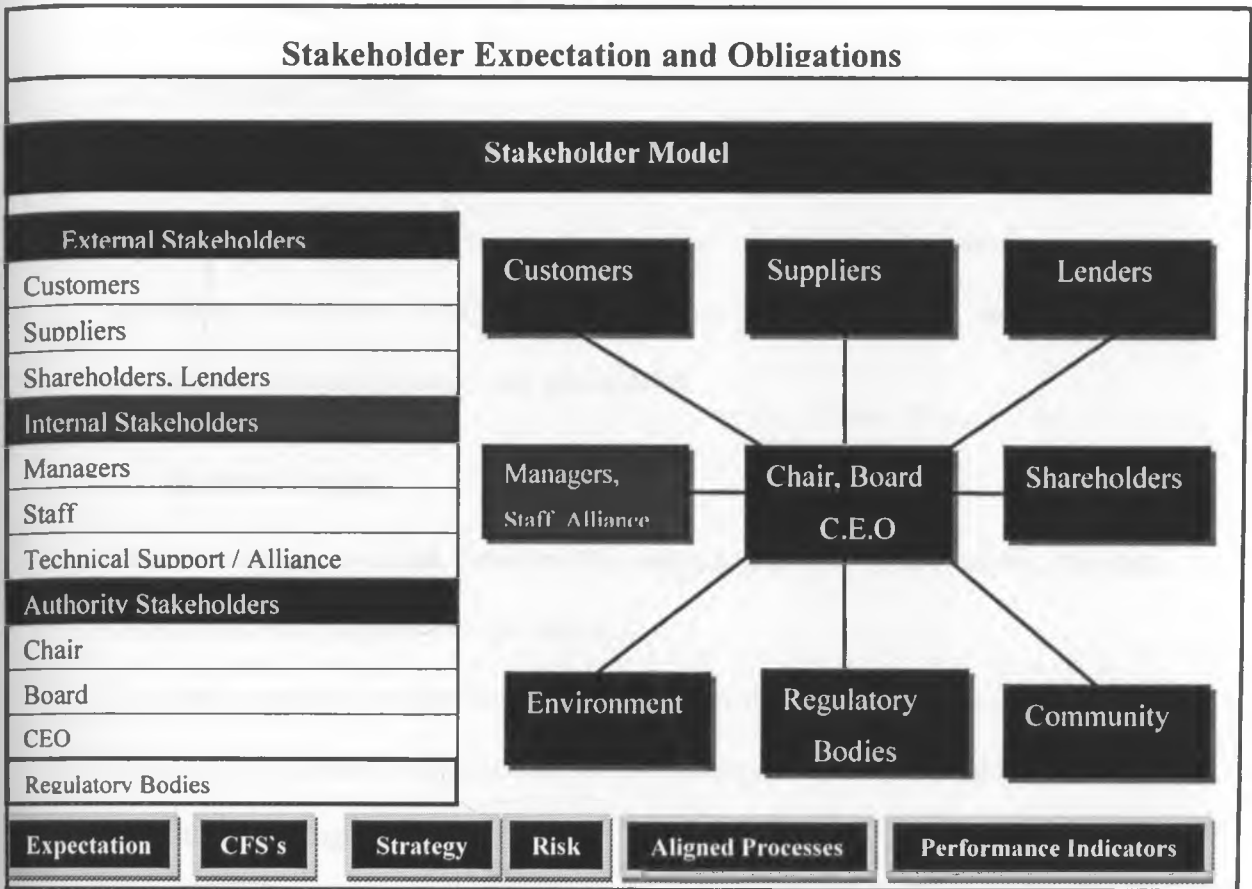 Stakeholder Expectation and Obligations
Stakeholder Model
External Stakeholders
Customers
Suppliers
Shareholders, Lenders
Internal Stakeholders
Managers
Staff
Technical Support / Alliance
Authority Stakeholders
Chair
Board
CEO
Regulatory Bodies
Customers
Suppliers
Lenders
Managers,
Staff Alliance
Chair, Board
C.E.O
Shareholders
Environment
Regulatory
Bodies
Community
Expectation
CFS's
Strategy
Risk
Aligned Processes
Performance Indicators